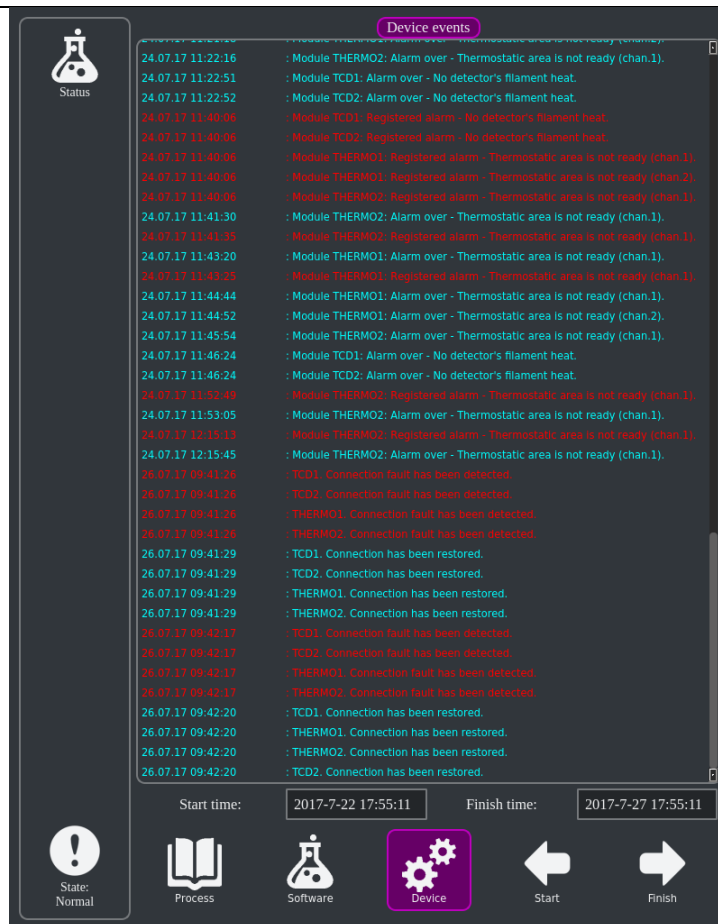 Device events
Status
24.07.17 11:22:16 : Module THERMO2: Alarm over - Thermostatic area is not ready (chan.1).
24.07.17 11:22:51 : Module TCD1: Alarm over - No detector's filament heat.
24.07.17 11:22:52 : Module TCD2: Alarm over - No detector's filament heat.
24.07.17 11:40:06 : Module TCD1: Registered alarm - No detector's filament heat.
24.07.17 11:40:06 : Module TCD2: Registered alarm - No detector's filament heat.
24.07.17 11:40:06 : Module THERMO1: Registered alarm - Thermostatic area is not ready (chan.1).
24.07.17 11:40:06 : Module THERMO1: Registered alarm - Thermostatic area is not ready (chan.2).
24.07.17 11:40:06 : Module THERMO2: Registered alarm - Thermostatic area is not ready (chan.1).
24.07.17 11:41:30 : Module THERMO2: Alarm over - Thermostatic area is not ready (chan.1).
24.07.17 11:41:35 : Module THERMO2: Registered alarm - Thermostatic area is not ready (chan.1).
24.07.17 11:43:20 : Module THERMO1: Alarm over - Thermostatic area is not ready (chan.1).
24.07.17 11:43:25 : Module THERMO1: Registered alarm - Thermostatic area is not ready (chan.1).
24.07.17 11:44:44 : Module THERMO1: Alarm over - Thermostatic area is not ready (chan.1).
24.07.17 11:44:52 : Module THERMO1: Alarm over - Thermostatic area is not ready (chan.2).
24.07.17 11:45:54 : Module THERMO2: Alarm over - Thermostatic area is not ready (chan.1).
24.07.17 11:46:24 : Module TCD1: Alarm over - No detector's filament heat.
24.07.17 11:46:24 : Module TCD2: Alarm over - No detector's filament heat.
24.07.17 11:52:49 : Module THERMO2: Registered alarm - Thermostatic area is not ready (chan.1).
24.07.17 11:53:05 : Module THERMO2: Alarm over - Thermostatic area is not ready (chan.1).
24.07.17 12:15:13 : Module THERMO2: Registered alarm - Thermostatic area is not ready (chan.1).
24.07.17 12:15:45 : Module THERMO2: Alarm over - Thermostatic area is not ready (chan.1).
26.07.17 09:41:26 : TCD1. Connection fault has been detected.
26.07.17 09:41:26 : TCD2. Connection fault has been detected.
26.07.17 09:41:26 : THERMO1. Connection fault has been detected.
26.07.17 09:41:26 : THERMO2. Connection fault has been detected.
26.07.17 09:41:29 : TCD1. Connection has been restored.
26.07.17 09:41:29 : TCD2. Connection has been restored.
26.07.17 09:41:29 : THERMO1. Connection has been restored.
26.07.17 09:41:29 : THERMO2. Connection has been restored.
26.07.17 09:42:17 : TCD1. Connection fault has been detected.
26.07.17 09:42:17 : TCD2. Connection fault has been detected.
26.07.17 09:42:17 : THERMO1. Connection fault has been detected.
26.07.17 09:42:17 : THERMO2. Connection fault has been detected.
26.07.17 09:42:20 : TCD1. Connection has been restored.
26.07.17 09:42:20 : THERMO1. Connection has been restored.
26.07.17 09:42:20 : THERMO2. Connection has been restored.
26.07.17 09:42:20 : TCD2. Connection has been restored.
Start time: 2017-7-22 17:55:11 Finish time: 2017-7-27 17:55:11
State:
Normal
Process Software Device Start Finish